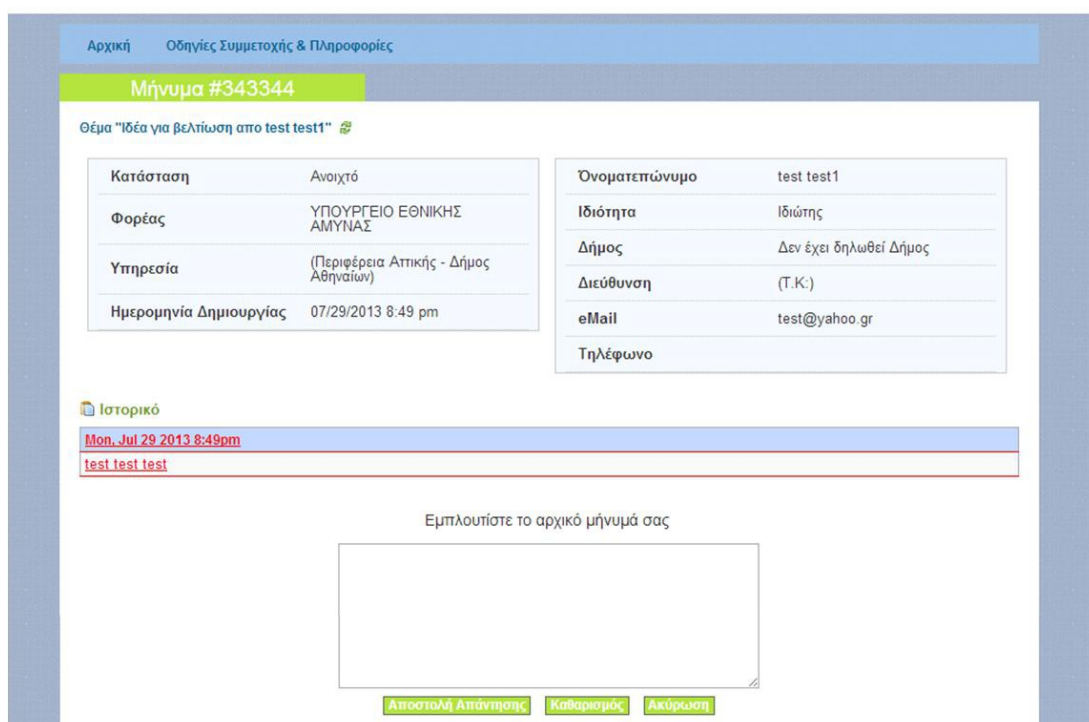 Αρχική Οδηγίες Συμμετοχής & Πληροφορίες
Μήνυμα #343344
Θέμα "Ιδέα για βελτίωση απο test test1"
Κατάσταση Ανοιχτό
Φορέας ΥΠΟΥΡΓΕΙΟ ΕΘΝΙΚΗΣ
ΑΜΥΝΑΣ
Υπηρεσία (Περιφέρεια Αττικής - Δήμος
Αθηναίων)
Ημερομηνία Δημιουργίας 07/29/2013 8:49 pm
Όνοματεπώνυμο test test1
Ιδιότητα Ιδιώτης
Δήμος Δεν έχει δηλωθεί Δήμος
Διεύθυνση (Τ.Κ:)
eMail test@yahoo.gr
Τηλέφωνο
Ιστορικό
Mon, Jul 29 2013 8:49pm
test test test
Εμπλουτίστε το αρχικό μήνυμά σας
Αποστολή Απάντησης Καθαρισμός Ακύρωση